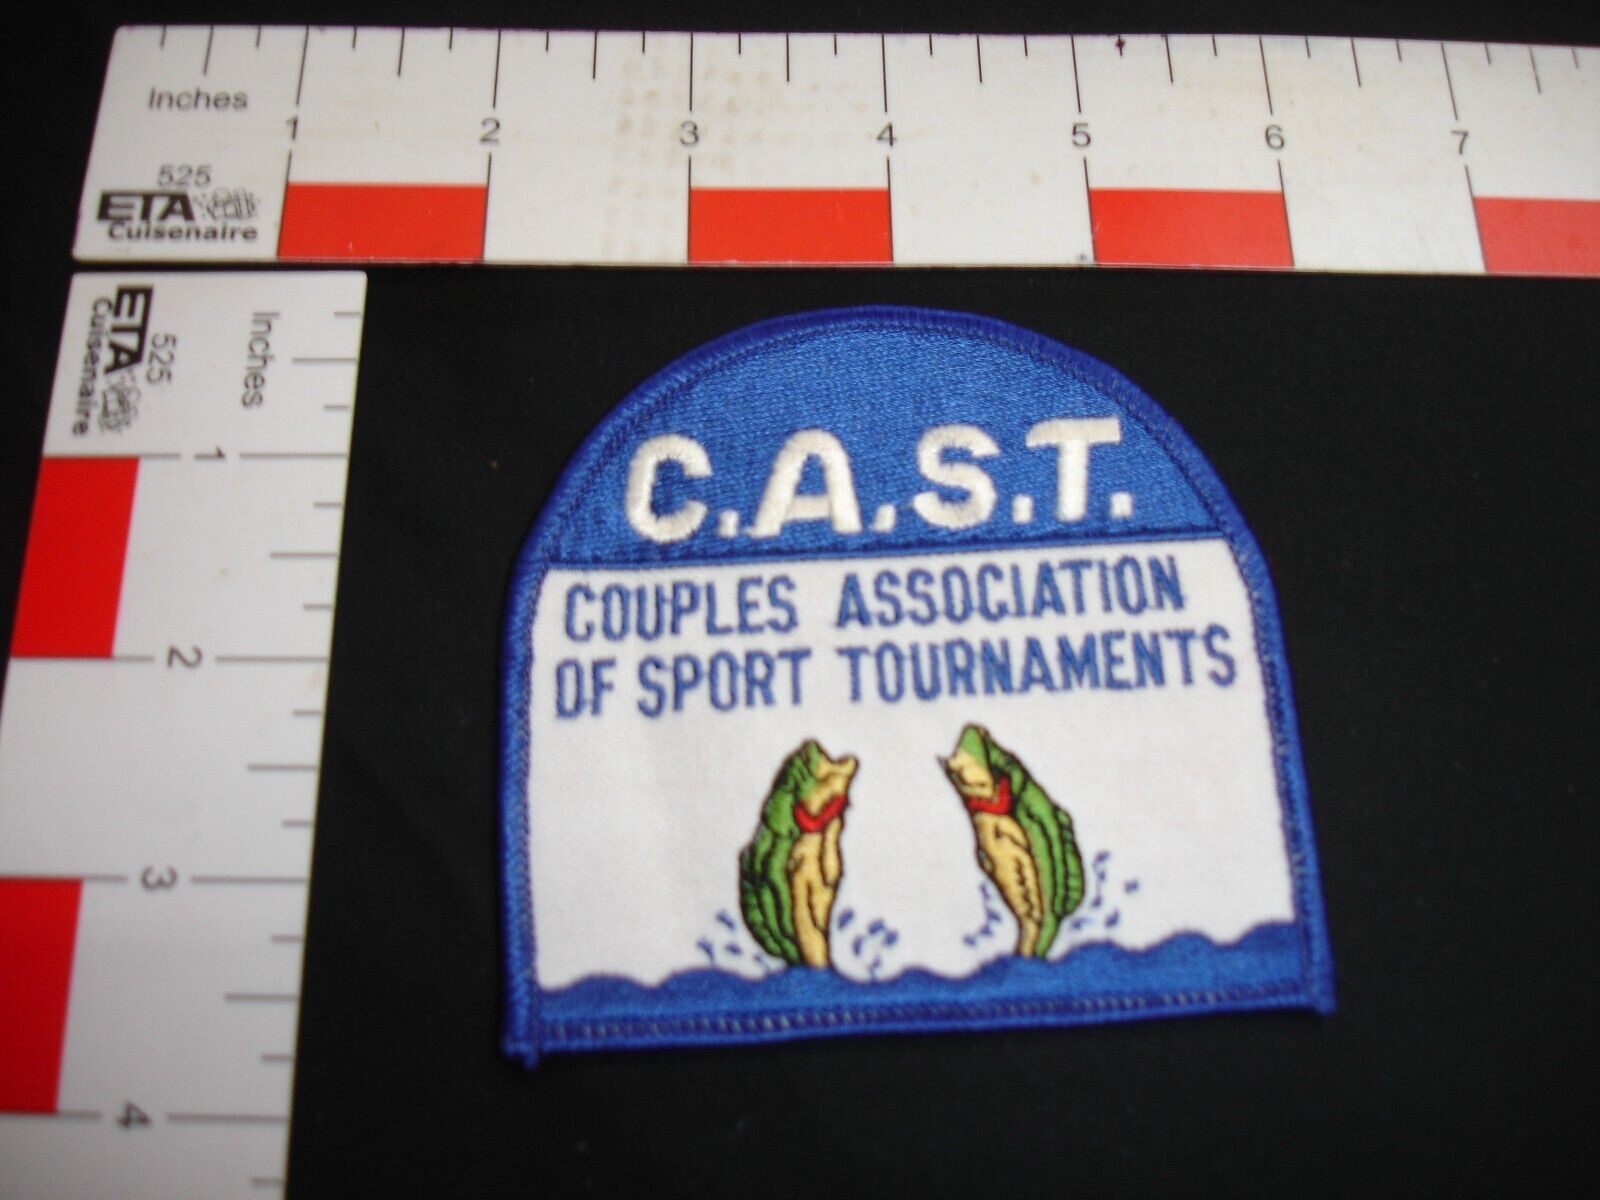 Inches
1 2 3 4 5 6 7
525
ETA
Cuisenaire
Inches
525
ETA
Cuisenaire
1
2
3
4
C.A.S.T.
COUPLES ASSOCIATION
OF SPORT TOURNAMENTS